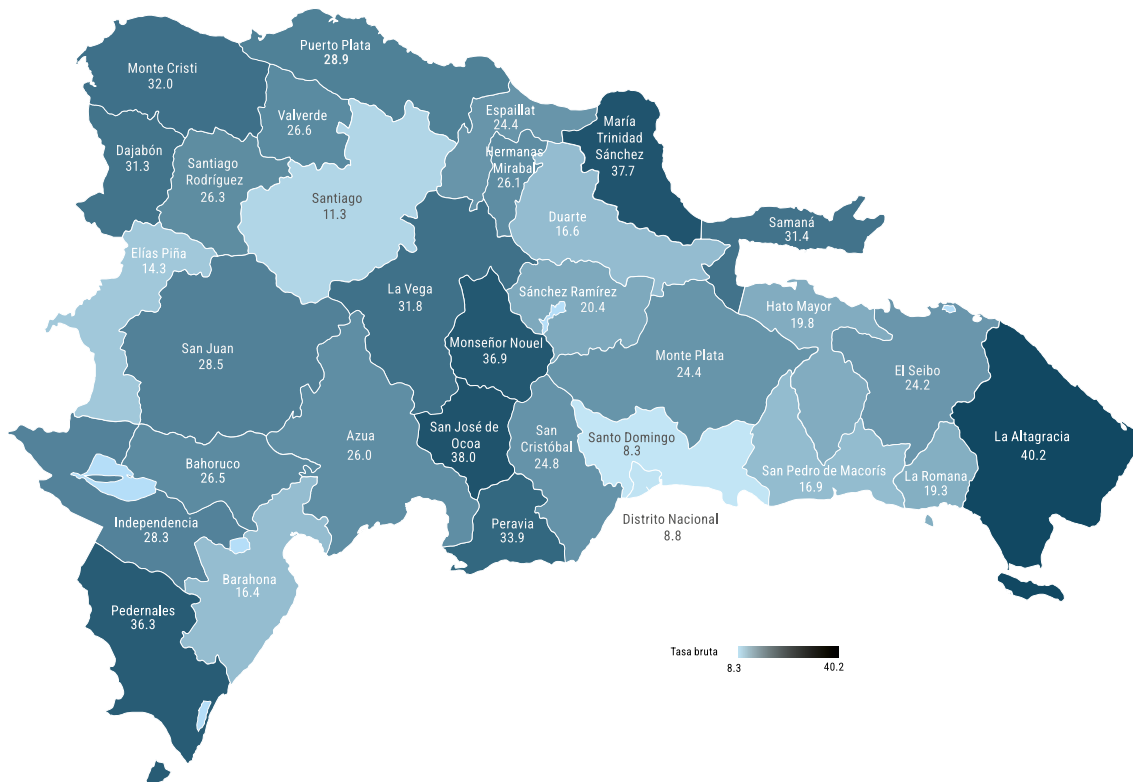 Puerto Plata
28.9
Monte Cristi
32.0
Valverde
26.6
Espaillat
24.4
María
Trinidad
Sánchez
37.7
Dajabón
31.3
Santiago
Rodríguez
26.3
Hermanas
Mirabal
26.1
Santiago
11.3
Duarte
16.6
Samaná
31.4
Elías Piña
14.3
La Vega
31.8
Sánchez Ramírez
20.4
Hato Mayor
19.8
San Juan
28.5
Monseñor Nouel
36.9
Monte Plata
24.4
El Seibo
24.2
Azua
26.0
San José de
Ocoa
38.0
San
Cristóbal
24.8
Santo Domingo
8.3
La Altagracia
40.2
Bahoruco
26.5
San Pedro de Macorís
16.9
La Romana
19.3
Independencia
28.3
Peravia
33.9
Distrito Nacional
8.8
Barahona
16.4
Pedernales
36.3
Tasa bruta
8.3
40.2